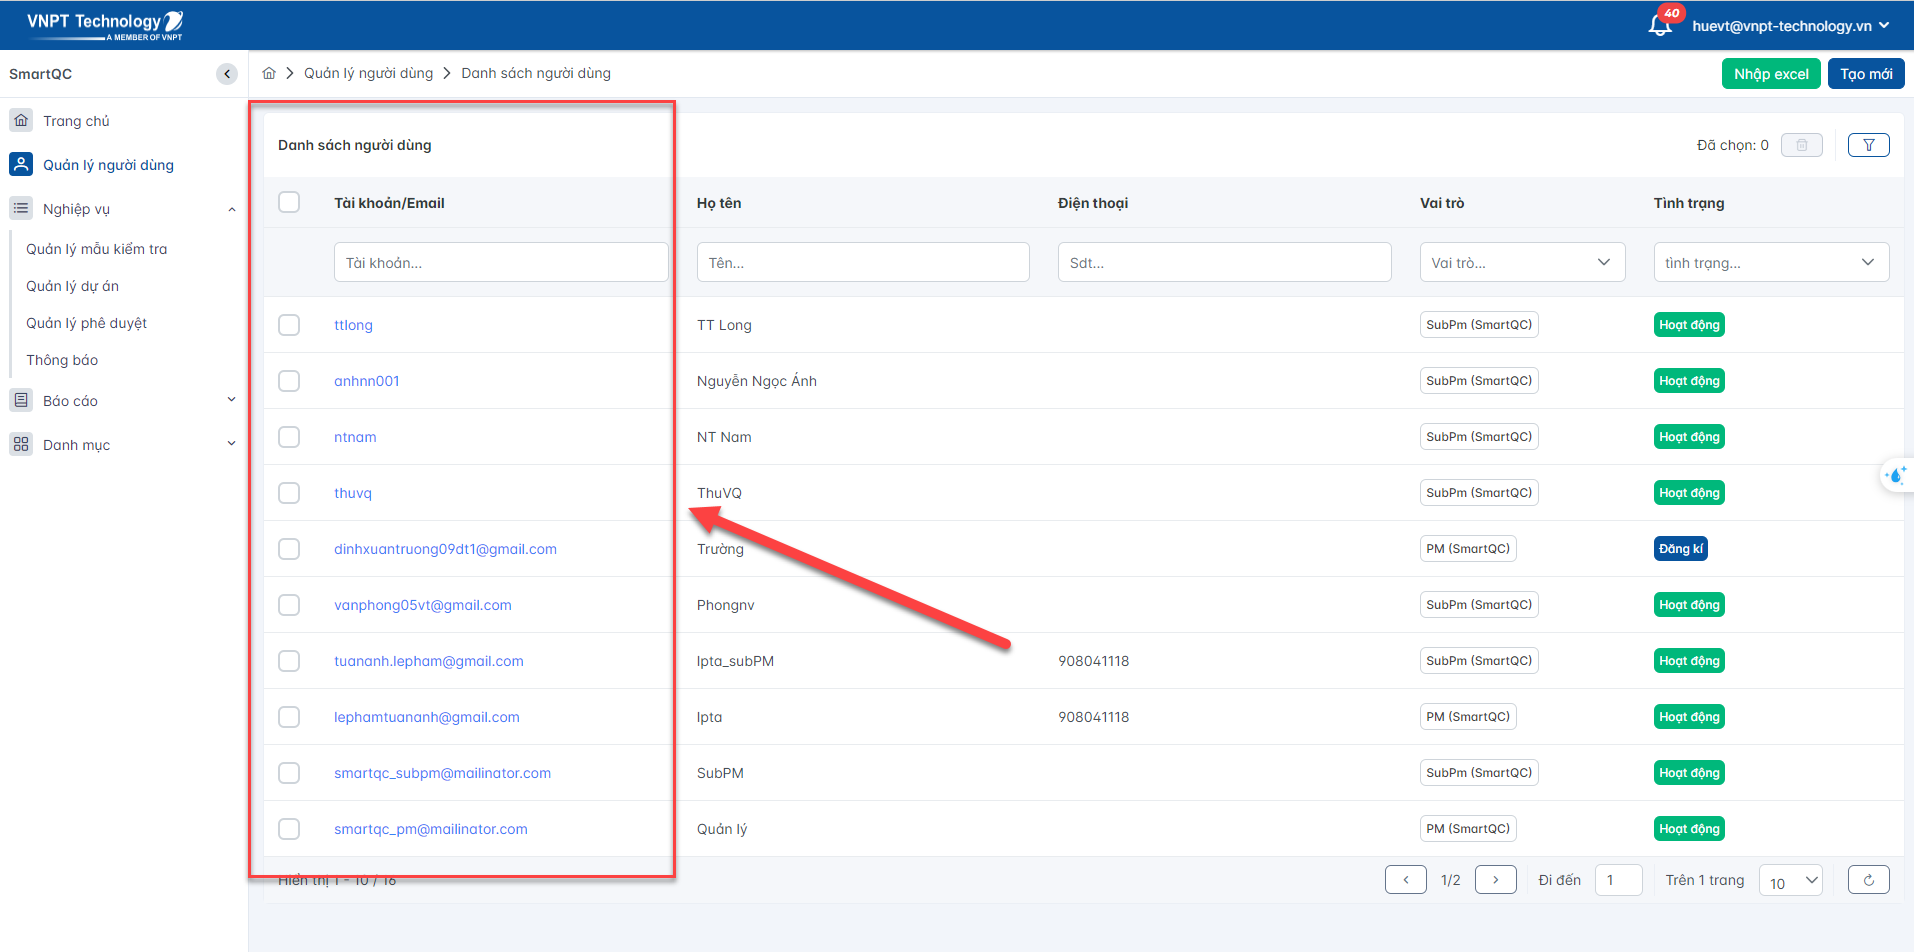 VNPT Technology
A MEMBER OF VNPT
40
huevt@vnpt-technology.vn
SmartQC
Quản lý người dùng
Danh sách người dùng
Nhập excel
Tạo mới
Trang chủ
Quản lý người dùng
Nghiệp vụ
Quản lý mẫu kiểm tra
Quản lý dự án
Quản lý phê duyệt
Thông báo
Báo cáo
Danh mục
Danh sách người dùng
Đã chọn: 0
Tài khoản/Email Họ tên Điện thoại Vai trò Tình trạng
Tài khoản... Tên... Sdt... Vai trò... tình trạng...
ttlong TT Long SubPm (SmartQC) Hoạt động
anhnn001 Nguyễn Ngọc Ánh SubPm (SmartQC) Hoạt động
ntnam NT Nam SubPm (SmartQC) Hoạt động
thuvq ThuVQ SubPm (SmartQC) Hoạt động
dinhxuantruong09dt1@gmail.com Trường PM (SmartQC) Đăng kí
vanphong05vt@gmail.com Phongnv SubPm (SmartQC) Hoạt động
tuananh.lepham@gmail.com lpta_subPM 908041118 SubPm (SmartQC) Hoạt động
lephamtuananh@gmail.com lpta 908041118 PM (SmartQC) Hoạt động
smartqc_subpm@mailinator.com SubPM SubPm (SmartQC) Hoạt động
smartqc_pm@mailinator.com Quản lý PM (SmartQC) Hoạt động
Hiển thị 1 - 10 / 16
1/2
Đi đến 1
Trên 1 trang 10